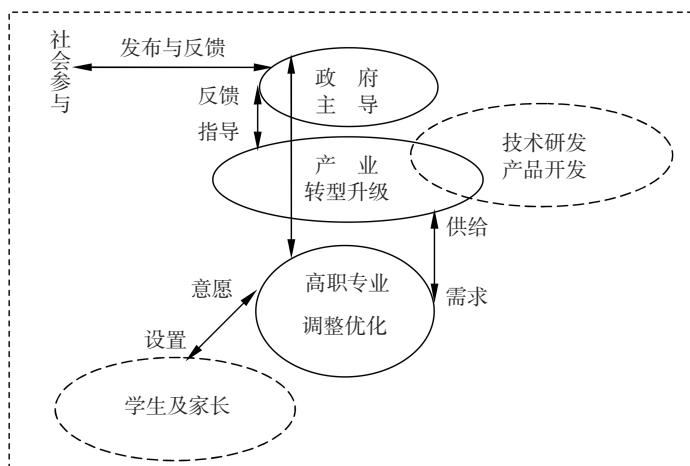 社会参与
发布与反馈
政府
主导
反馈
指导
产业
转型升级
技术研发
产品开发
供给
需求
高职专业
调整优化
意愿
设置
学生及家长